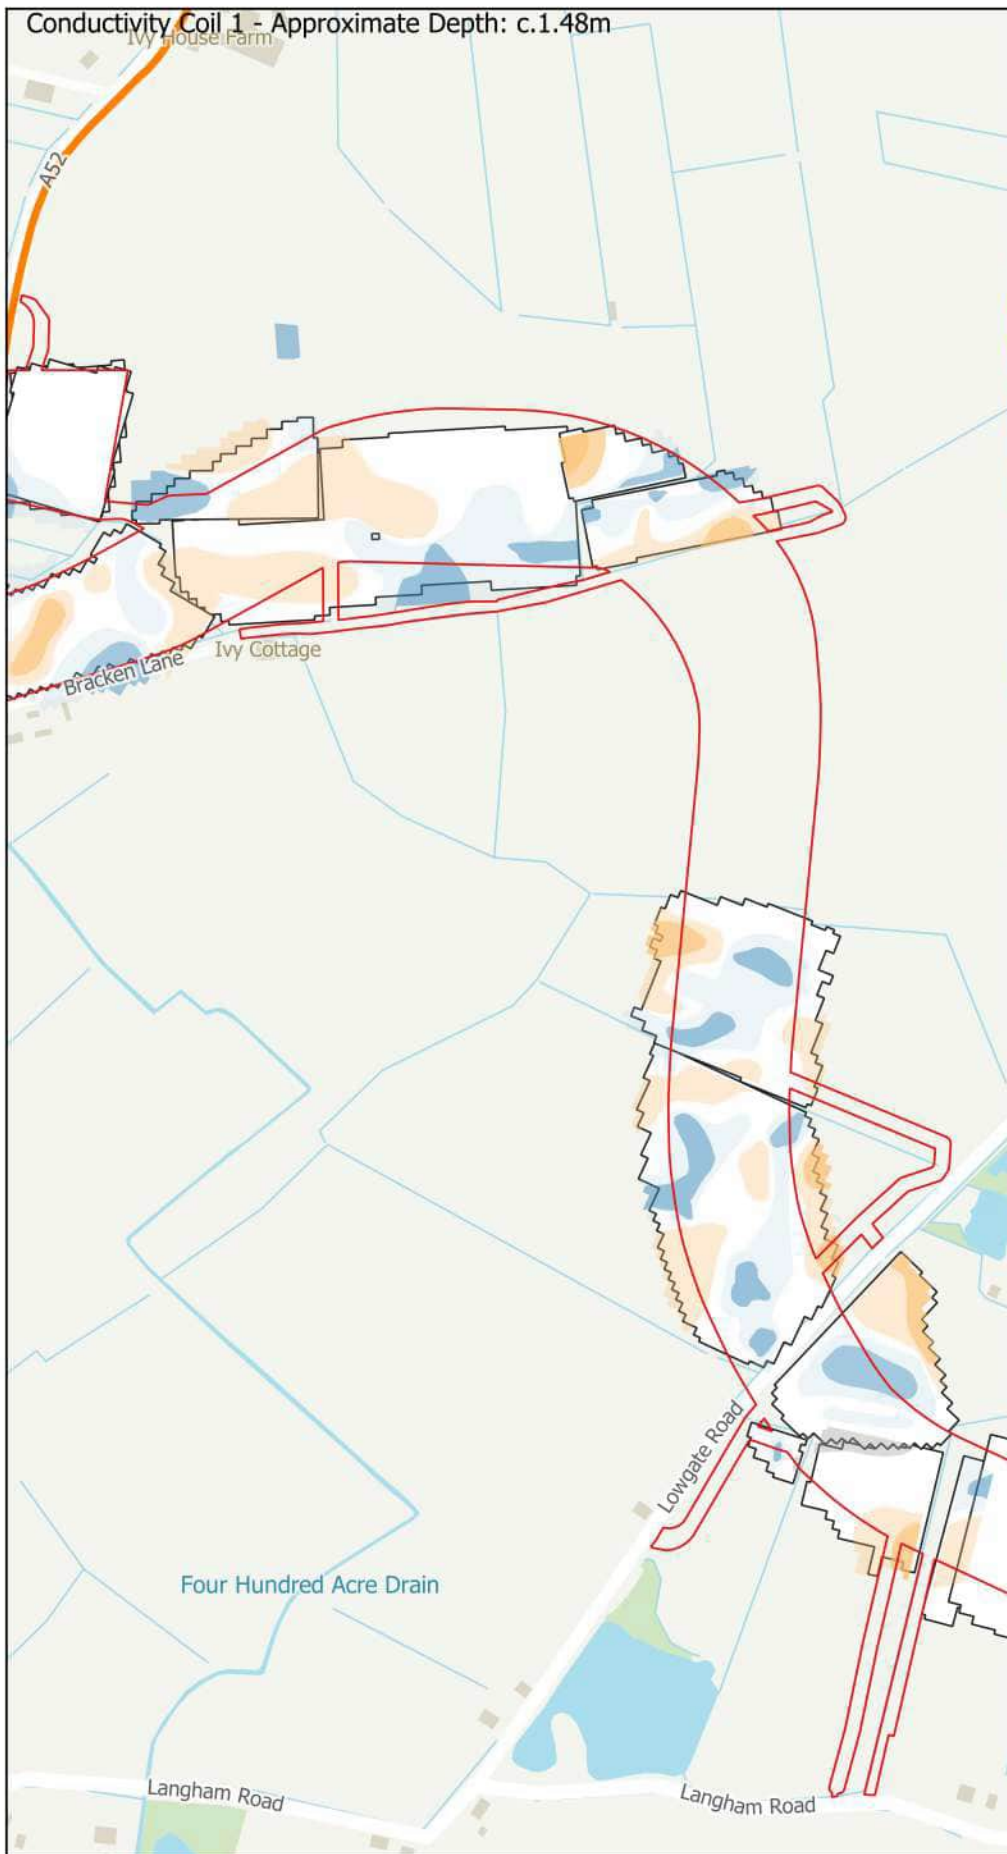 Conductivity Coil 1 - Approximate Depth: c.1.48m
Ivy House Farm
A52
Ivy Cottage
Bracken Lane
Lowgate Road
Four Hundred Acre Drain
Langham Road
Langham Road